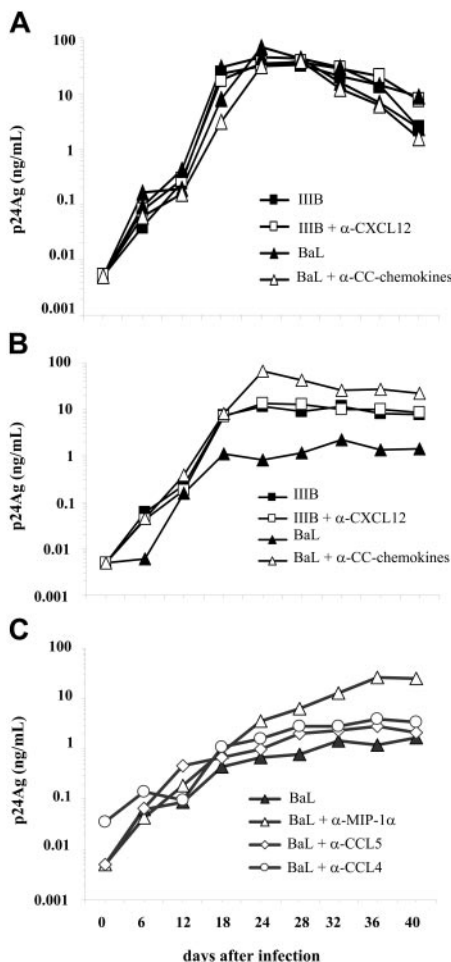 A
p24Ag (ng/mL)
100
10
1
0.1
0.01
0.001
IIIB
IIIB + α-CXCL12
BaL
BaL + α-CC-chemokines
B
p24Ag (ng/mL)
100
10
1
0.1
0.01
0.001
IIIB
IIIB + α-CXCL12
BaL
BaL + α-CC-chemokines
C
p24Ag (ng/mL)
100
10
1
0.1
0.01
0.001
BaL
BaL + α-MIP-1α
BaL + α-CCL5
BaL + α-CCL4
0 6 12 18 24 28 32 36 40
days after infection